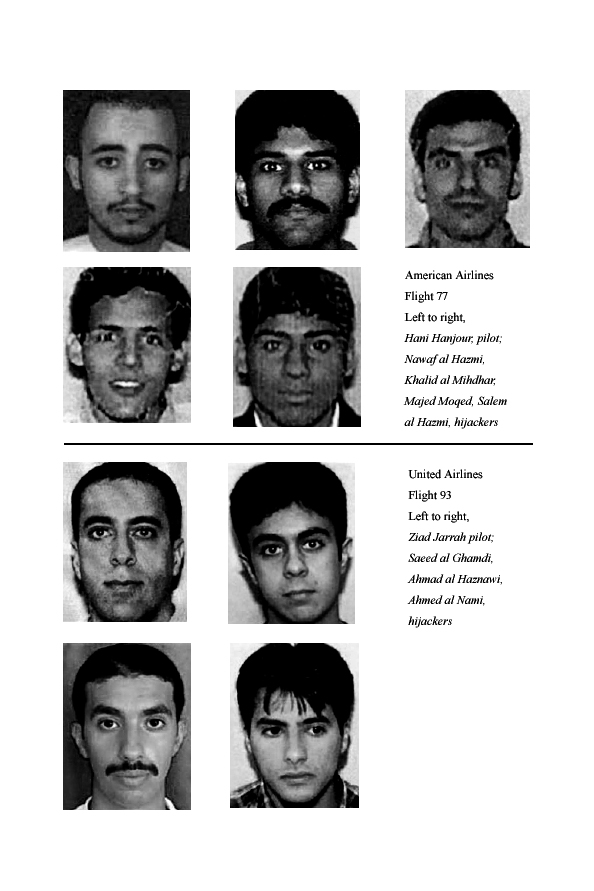 American Airlines
Flight 77
Left to right,
Hani Hanjour, pilot;
Nawaf al Hazmi,
Khalid al Mihdhar,
Majed Moqed, Salem
al Hazmi, hijackers
United Airlines
Flight 93
Left to right,
Ziad Jarrah pilot;
Saeed al Ghamdi,
Ahmad al Haznawi,
Ahmed al Nami,
hijackers